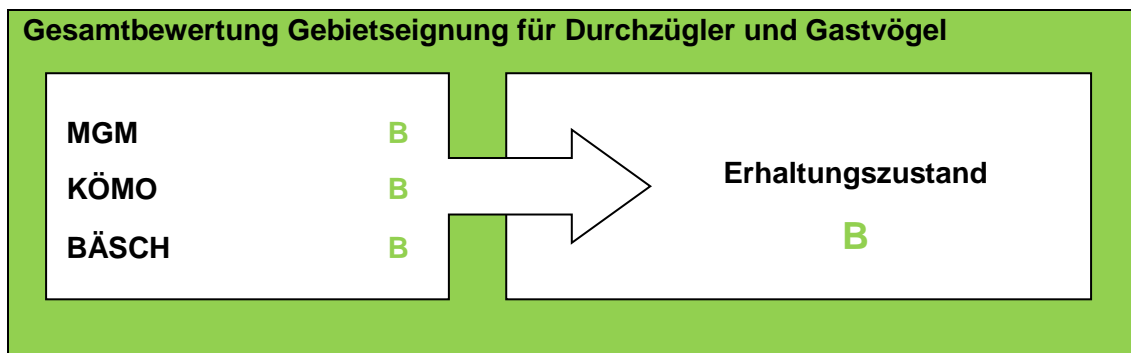 Gesamtbewertung Gebietseignung für Durchzügler und Gastvögel
MGM B
KÖMO B
BÄSCH B
Erhaltungszustand
B